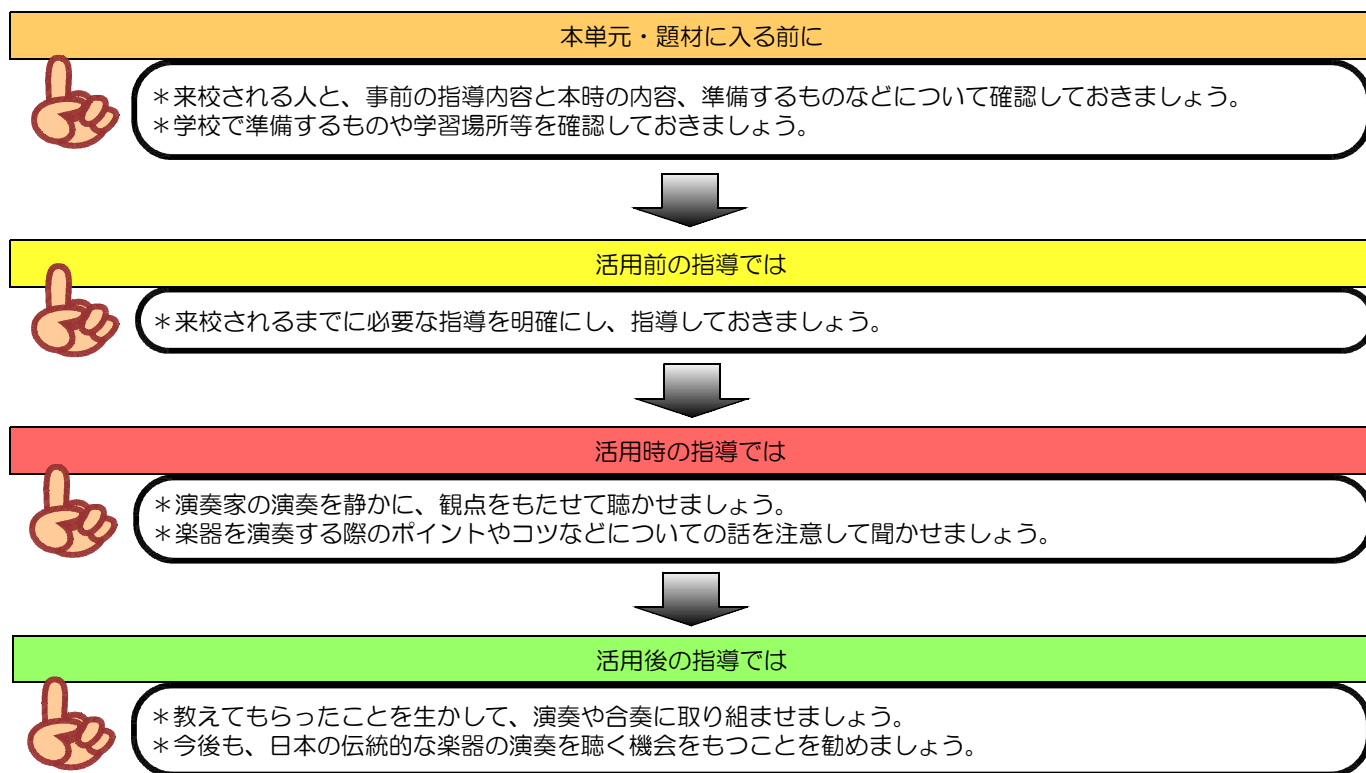 本単元・題材に入る前に
＊来校される人と、事前の指導内容と本時の内容、準備するものなどについて確認しておきましょう。
＊学校で準備するものや学習場所等を確認しておきましょう。
活用前の指導では
＊来校されるまでに必要な指導を明確にし、指導しておきましょう。
活用時の指導では
＊演奏家の演奏を静かに、観点をもたせて聴かせましょう。
＊楽器を演奏する際のポイントやコツなどについての話を注意して聞かせましょう。
活用後の指導では
＊教えてもらったことを生かして、演奏や合奏に取り組ませましょう。
＊今後も、日本の伝統的な楽器の演奏を聴く機会をもつことを勧めましょう。